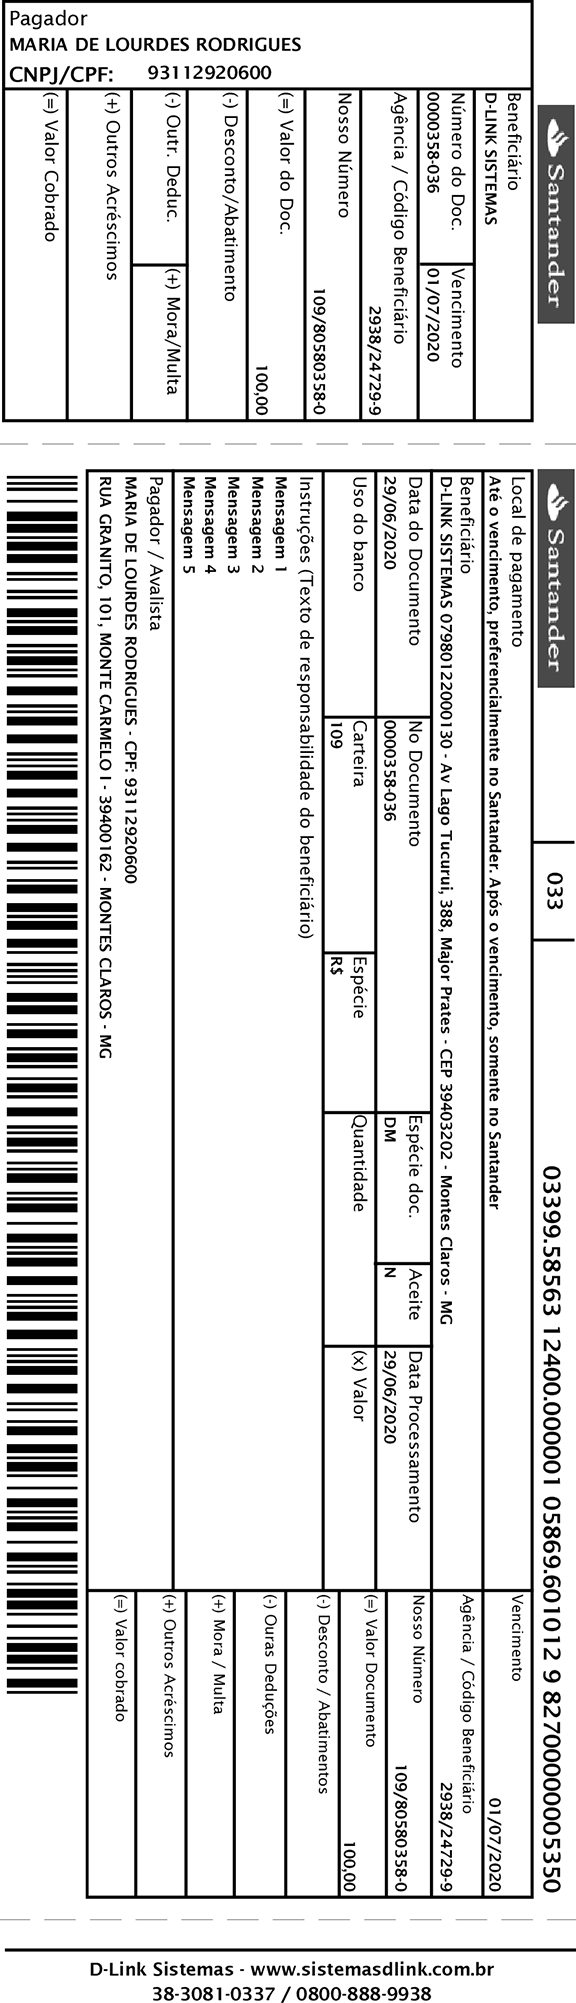 Pagador
MARIA DE LOURDES RODRIGUES
CNPJ/CPF: 93112920600
Santander
Beneficiário
D-LINK SISTEMAS
Número do Doc. Vencimento
0000358-036 01/07/2020
Agência / Código Beneficiário
2938/24729-9
Nosso Número
109/80580358-0
(=) Valor do Doc.
100,00
(-) Desconto/Abatimento
(-) Outr. Deduc. (+) Mora/Multa
(+) Outros Acréscimos
(=) Valor Cobrado
Santander 033 03399.58563 12400.000001 05869.601012 9 82700000005350
Local de pagamento Vencimento
Até o vencimento, preferencialmente no Santander. Após o vencimento, somente no Santander 01/07/2020
Beneficiário Agência / Código Beneficiário
D-LINK SISTEMAS 07980122000130 - Av Lago Tucurui, 388, Major Prates - CEP 39403202 - Montes Claros - MG 2938/24729-9
Data do Documento No Documento Espécie doc. Aceite Data Processamento Nosso Número
29/06/2020 0000358-036 DM N 29/06/2020 109/80580358-0
Uso do banco Carteira Espécie Quantidade (x) Valor (=) Valor Documento
109 R$ 100,00
Instruções (Texto de responsabilidade do beneficiário) (-) Desconto / Abatimentos
Mensagem 1
Mensagem 2 (-) Ouras Deduções
Mensagem 3
Mensagem 4 (+) Mora / Multa
Mensagem 5
Pagador / Avalista (+) Outros Acréscimos
MARIA DE LOURDES RODRIGUES - CPF: 93112920600 (=) Valor cobrado
RUA GRANITO, 101, MONTE CARMELO I - 39400162 - MONTES CLAROS - MG
D-Link Sistemas - www.sistemasdlink.com.br
38-3081-0337 / 0800-888-9938